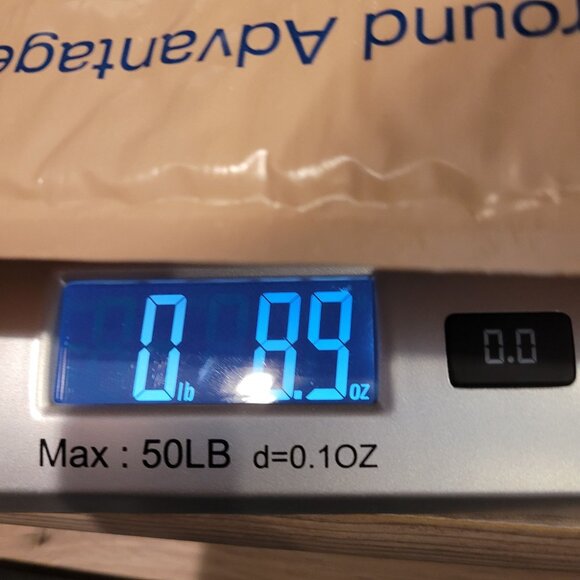 round Advantage
0 lb 8.9 oz
0.0
Max : 50LB d=0.1OZ